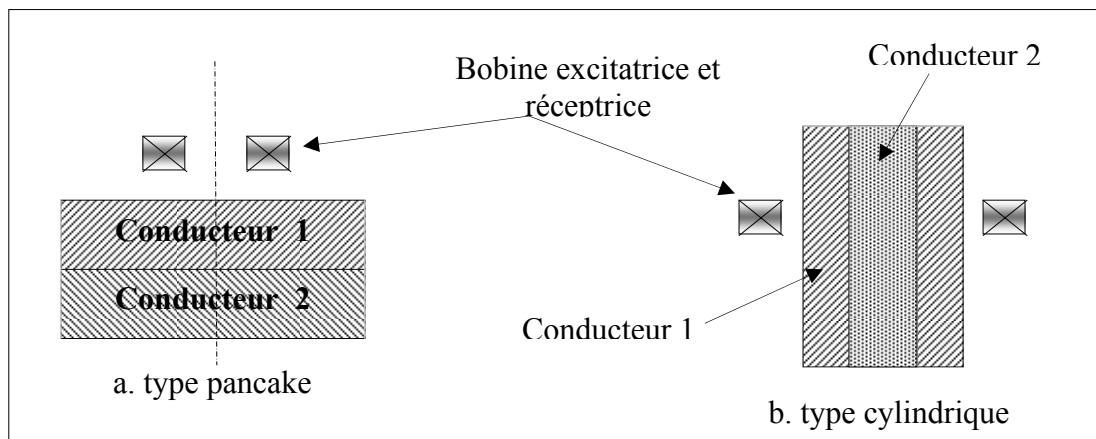 Bobine excitatrice et
réceptrice
Conducteur 2
Conducteur 1
Conducteur 2
Conducteur 1
a. type pancake
b. type cylindrique